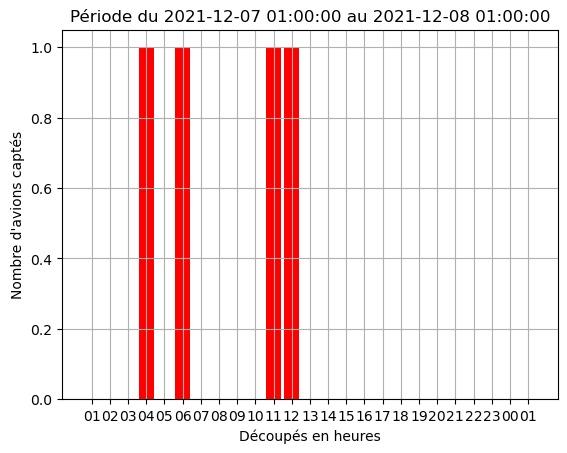 Période du 2021-12-07 01:00:00 au 2021-12-08 01:00:00
1.0
0.8
0.6
0.4
0.2
0.0
Nombre d'avions captés
01 02 03 04 05 06 07 08 09 10 11 12 13 14 15 16 17 18 19 20 21 22 23 00 01
Découpés en heures